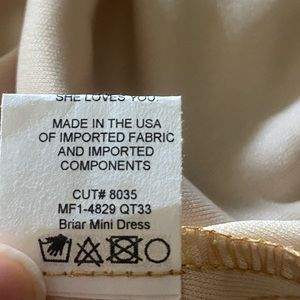 SHE LOVES YOU.
MADE IN THE USA
OF IMPORTED FABRIC
AND IMPORTED
COMPONENTS
CUT# 8035
MF1-4829 QT33
Briar Mini Dress